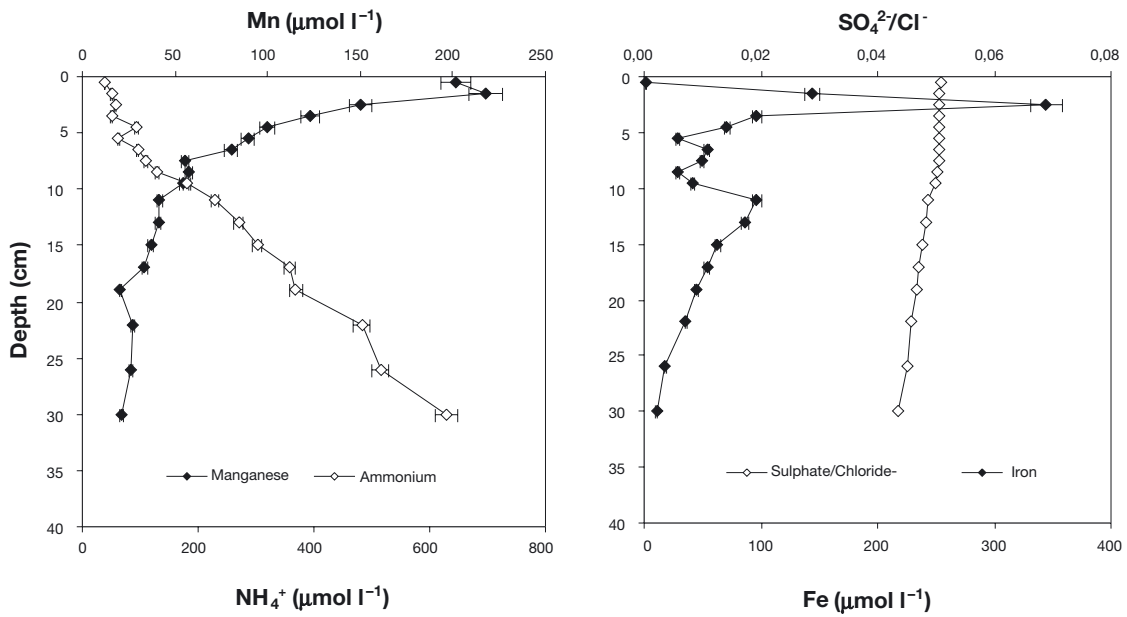 Mn (µmol l⁻¹)
0 50 100 150 200 250
0
5
10
15
20
25
30
35
40
Depth (cm)
Manganese Ammonium
0 200 400 600 800
NH₄⁺ (µmol l⁻¹)
SO₄²⁻/Cl⁻
0,00 0,02 0,04 0,06 0,08
0
5
10
15
20
25
30
35
40
Sulphate/Chloride- Iron
0 100 200 300 400
Fe (µmol l⁻¹)